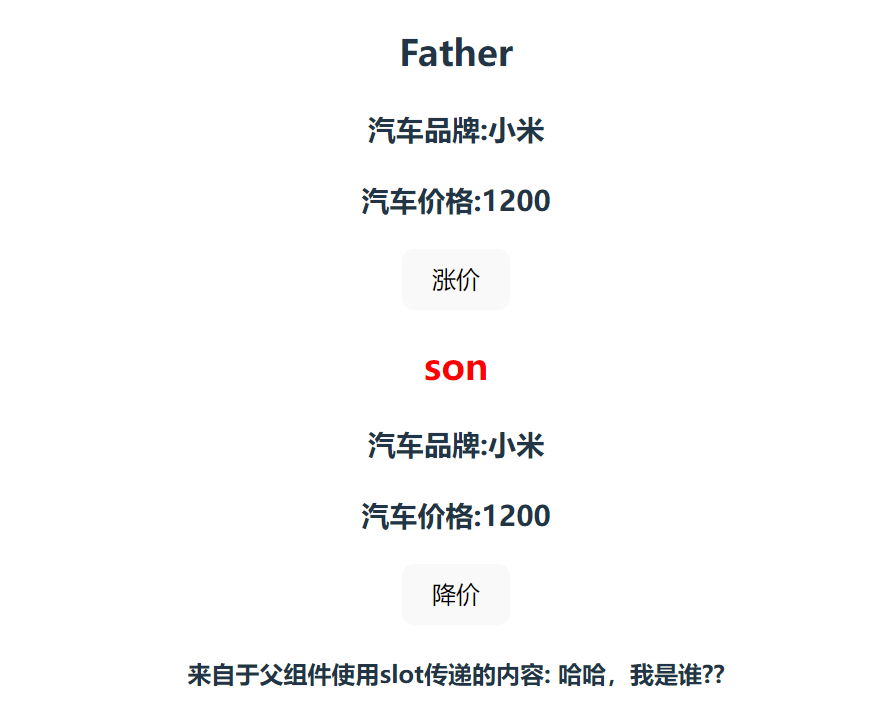 Father
汽车品牌:小米
汽车价格:1200
涨价
son
汽车品牌:小米
汽车价格:1200
降价
来自于父组件使用slot传递的内容: 哈哈，我是谁??